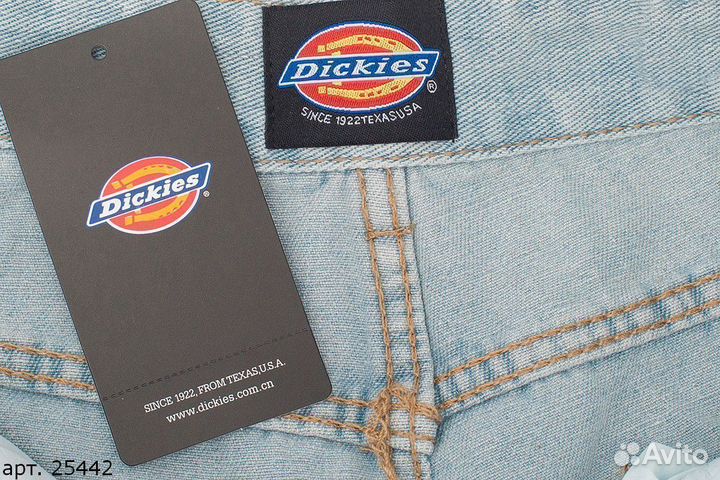 Dickies
®
SINCE 1922TEXASUSA
Dickies
®
SINCE 1922, FROM TEXAS,U.S.A.
www.dickies.com.cn
арт. 25442
Avito